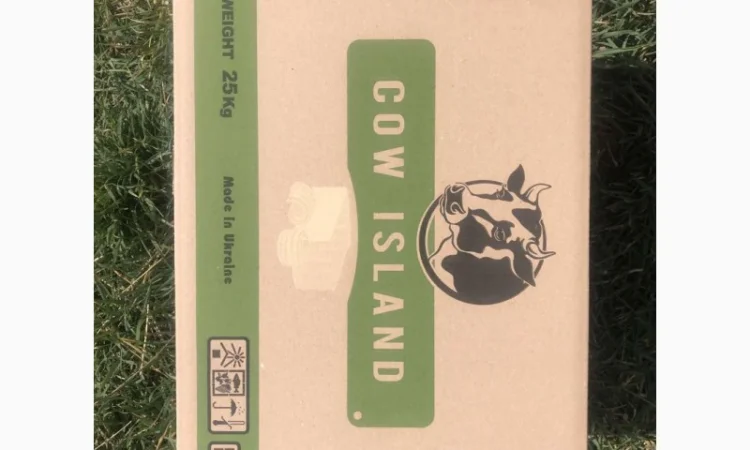 COW ISLAND
WEIGHT 25Kg
Made in Ukraine